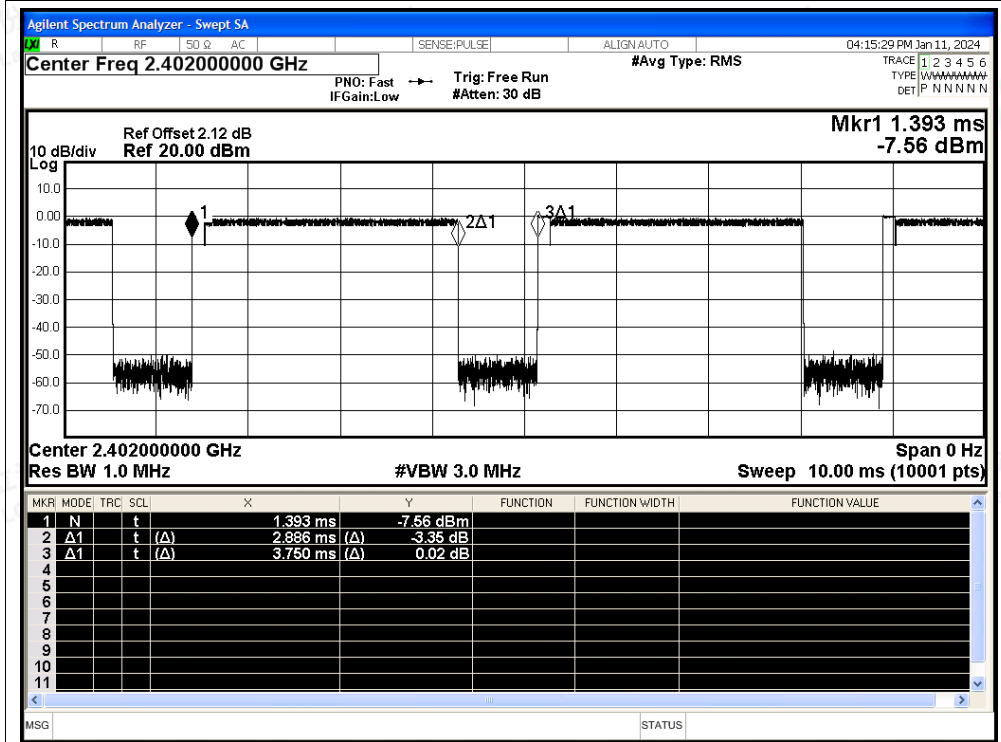 Agilent Spectrum Analyzer - Swept SA
LXI R RF 50 Ω AC SENSE:PULSE ALIGN AUTO 04:15:29 PM Jan 11, 2024
Center Freq 2.402000000 GHz #Avg Type: RMS TRACE 1 2 3 4 5 6
PNO: Fast Trig: Free Run TYPE WWWWWW
IFGain:Low #Atten: 30 dB DET P N N N N N
Mkr1 1.393 ms
-7.56 dBm
Ref Offset 2.12 dB
10 dB/div Ref 20.00 dBm
Log
10.0
0.00
-10.0
-20.0
-30.0
-40.0
-50.0
-60.0
-70.0
1
2Δ1
3Δ1
Center 2.402000000 GHz Span 0 Hz
Res BW 1.0 MHz #VBW 3.0 MHz Sweep 10.00 ms (10001 pts)
MKR MODE TRC SCL X Y FUNCTION FUNCTION WIDTH FUNCTION VALUE
1 N t 1.393 ms -7.56 dBm
2 Δ1 t (Δ) 2.886 ms (Δ) -3.35 dB
3 Δ1 t (Δ) 3.750 ms (Δ) 0.02 dB
4
5
6
7
8
9
10
11
MSG STATUS